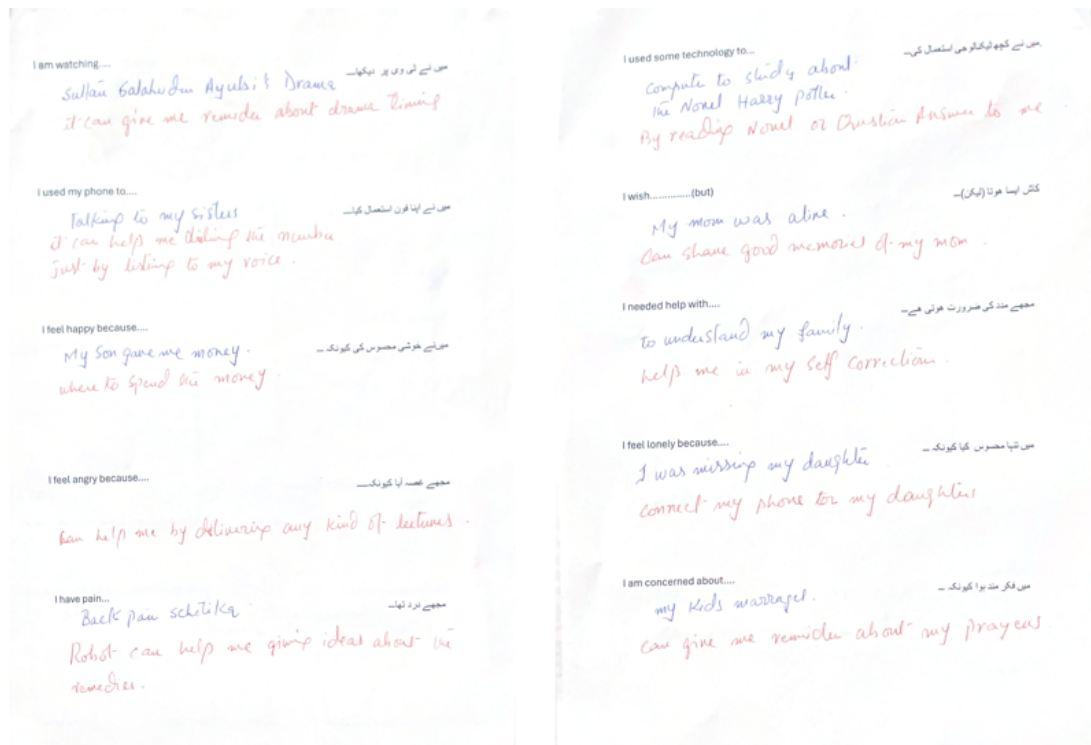 I am watching....
میں نے ٹی وی پر دیکھا...
Sultan Salahudin Ayubi's Drama
it can give me remider about drama timing
I used my phone to....
میں نے اپنا فون استعمال کیا...
Talking to my sisters
it can help me dialing the number
just by listing to my voice.
I feel happy because....
میں نے خوشی محسوس کی کیونکہ ...
My Son gave me money.
where to spend the money.
I feel angry because....
مجھے غصہ آیا کیونکہ....
can help me by delivering any kind of lectures.
I have pain...
مجھے درد تھا...
Back pain schitika
Robot can help me giving ideas about the
remedies.
I used some technology to...
میں نے کچھ ٹیکنالوجی استعمال کی...
Compute to study about
the Novel Harry Potter.
By reading Novel or Question Answer to me
I wish..............(but)
کاش ایسا ہوتا (لیکن)...
My mom was alive.
Can share good memories of my mom.
I needed help with....
مجھے مدد کی ضرورت ہوتی ہے...
to understand my family.
help me in my self correction.
I feel lonely because....
میں تنہا محسوس کیا کیونکہ ...
I was missing my daughter
connect my phone for my daughters
I am concerned about....
میں فکر مند ہوا کیونکہ ...
my kids marraget.
can give me remider about my prayers